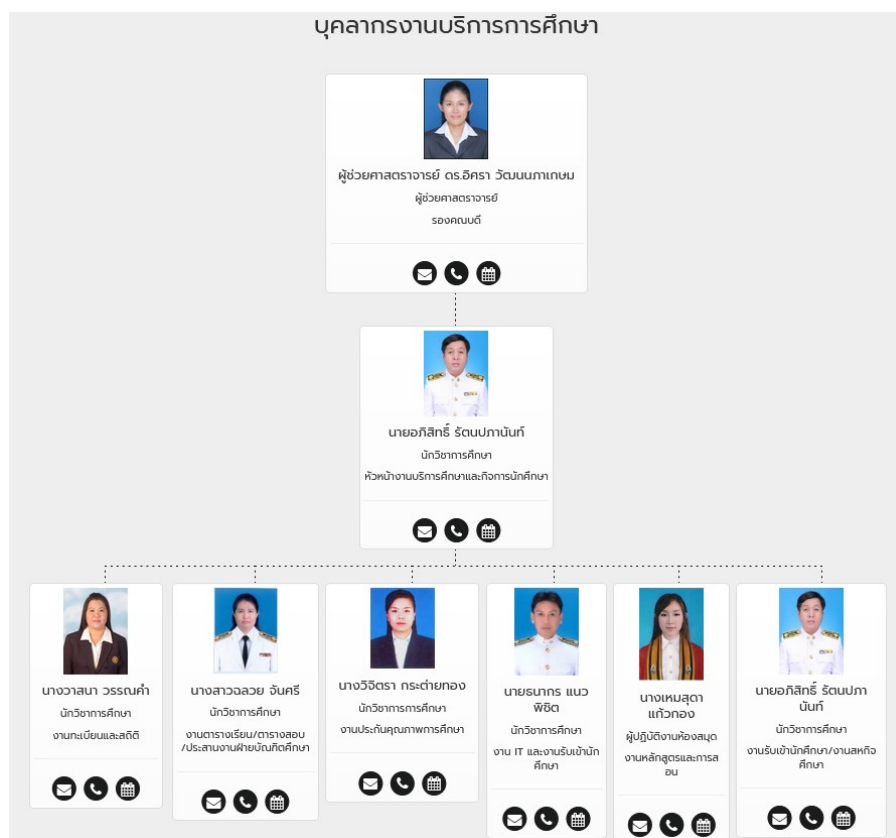 บุคลากรงานบริการการศึกษา
ผู้ช่วยศาสตราจารย์ ดร.อิศรา วัฒนนภาเกษม
ผู้ช่วยศาสตราจารย์
รองคณบดี
นายอภิสิทธิ์ รัตนปภานันท์
นักวิชาการศึกษา
หัวหน้างานบริการศึกษาและกิจการนักศึกษา
นางวาสนา วรรณคำ
นักวิชาการศึกษา
งานทะเบียนและสถิติ
นางสาวฉลวย จันศรี
นักวิชาการศึกษา
งานตารางเรียน/ตารางสอบ
/ประสานงานฝ่ายบัณฑิตศึกษา
นางวิจิตรา กระต่ายทอง
นักวิชาการการศึกษา
งานประกันคุณภาพการศึกษา
นายธนากร แนว
พิชิต
นักวิชาการศึกษา
งาน IT และงานรับเข้านัก
ศึกษา
นางเหมสุดา
แก้วกอง
ผู้ปฏิบัติงานห้องสมุด
งานหลักสูตรและการส
อน
นายอภิสิทธิ์ รัตนปภา
นันท์
นักวิชาการศึกษา
งานรับเข้านักศึกษา/งานสหกิจ
ศึกษา